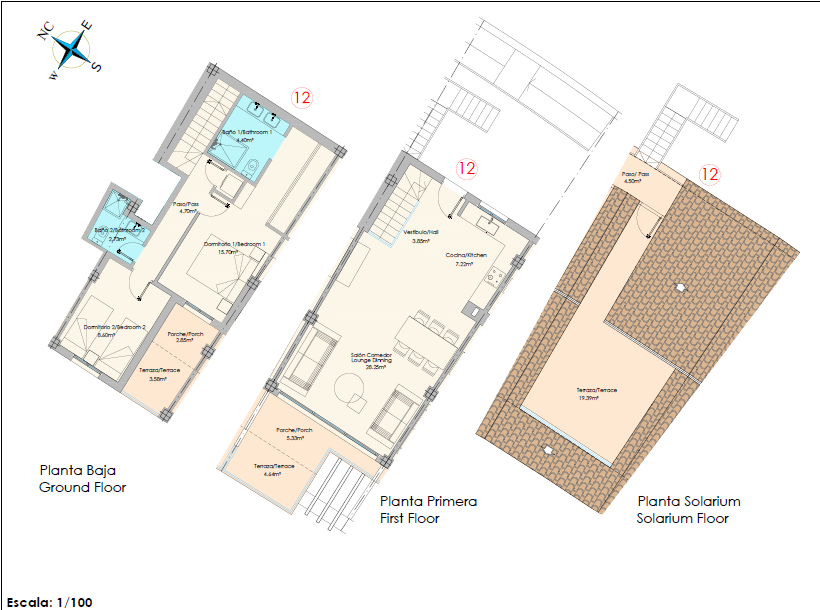 NC
E
W
S
12
Baño 1/Bathroom 1
4.40m²
Paso/Pass
4.70m²
Baño 2/Bathroom 2
2.73m²
Dormitorio 1/Bedroom 1
15.70m²
Dormitorio 2/Bedroom 2
8.60m²
Porche/Porch
2.85m²
Terraza/Terrace
3.58m²
Planta Baja
Ground Floor
12
Vestíbulo/Hall
3.85m²
Cocina/Kitchen
7.22m²
Salón Comedor
Lounge Dinning
28.25m²
Porche/Porch
5.33m²
Terraza/Terrace
4.64m²
Planta Primera
First Floor
12
Paso/ Pass
4.50m²
Terraza/Terrace
19.39m²
Planta Solarium
Solarium Floor
Escala: 1/100